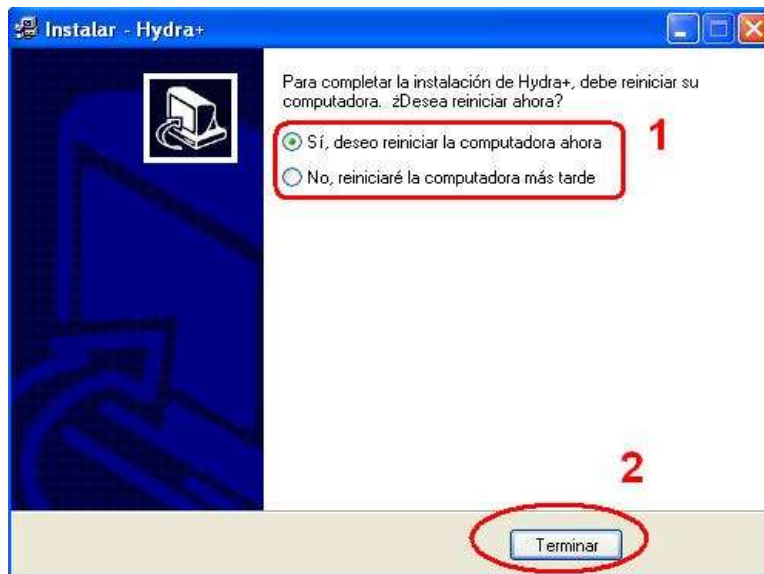 Instalar - Hydra+
Para completar la instalación de Hydra+, debe reiniciar su
computadora. żDesea reiniciar ahora?
Sí, deseo reiniciar la computadora ahora
1
No, reiniciaré la computadora más tarde
2
Terminar